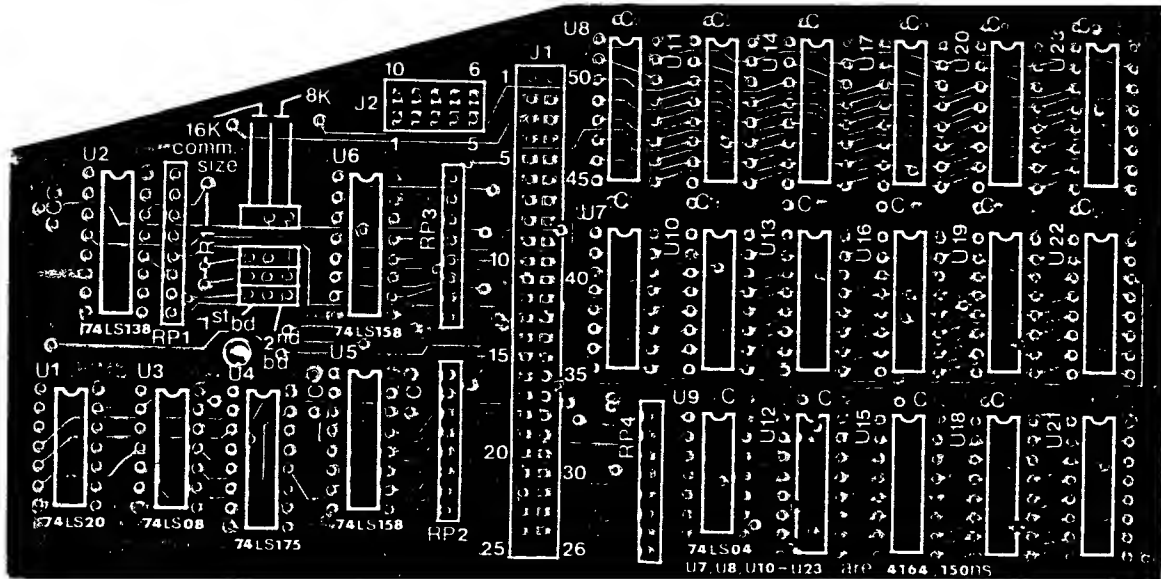 U8
C
C
C
C
C
C
J1
1
50
U11
U14
U17
U20
U23
10
6
J2
1
5
8K
16K
comm.
size
U2
U6
5
45
RP3
R1
C
U7
C
C
C
C
C
C
U10
U13
U16
U19
U22
10
40
74LS138
RP1
1st
bd
2nd
bd
74LS158
15
35
U1
U3
U4
U5
C
C
U9
C
C
C
C
U12
U15
U18
U21
RP4
20
30
74LS20
74LS08
74LS175
74LS158
RP2
25
26
74LS04
U7,U8,U10-U23 are 4164,150ns